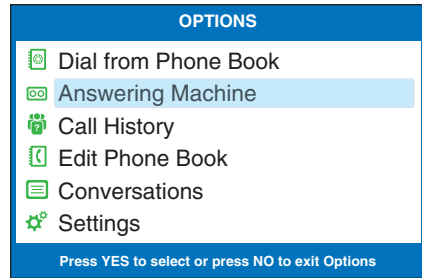 OPTIONS
Dial from Phone Book
Answering Machine
Call History
Edit Phone Book
Conversations
Settings
Press YES to select or press NO to exit Options